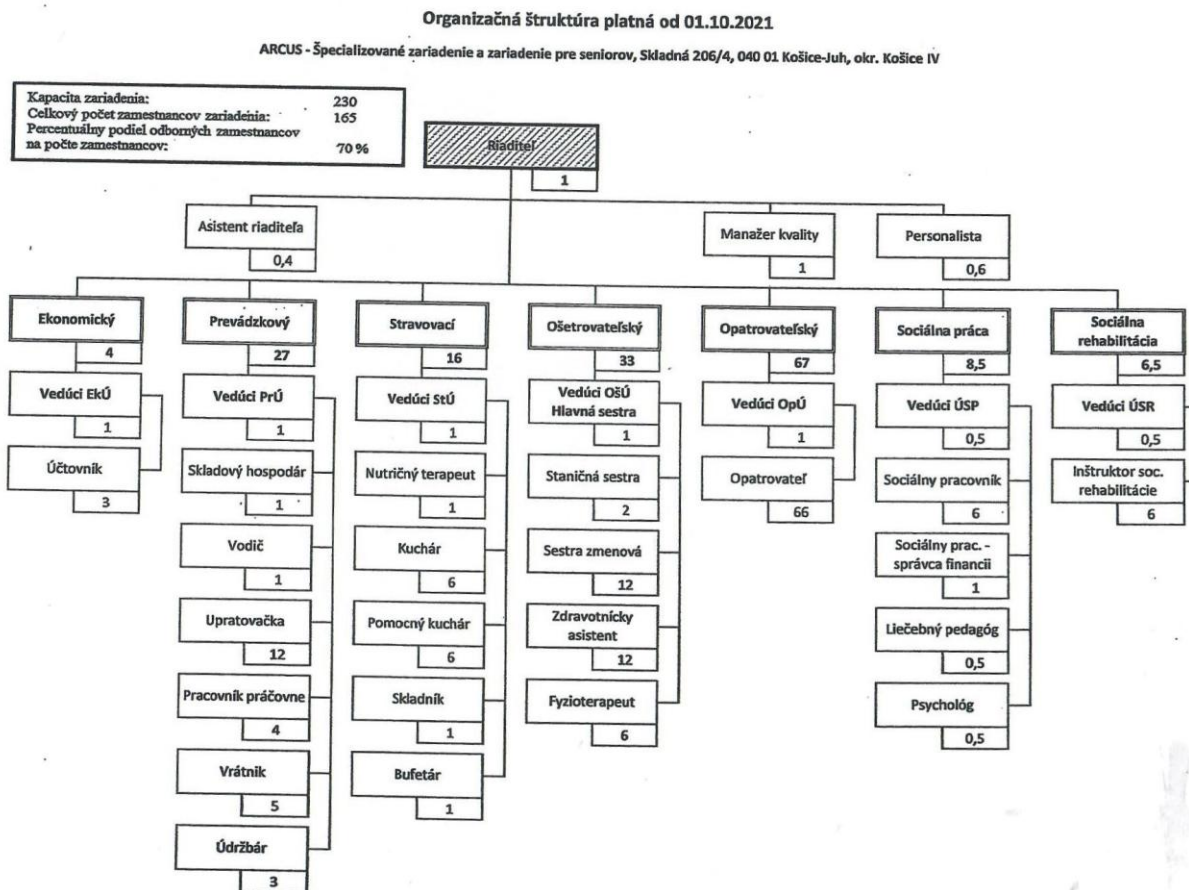 Organizačná štruktúra platná od 01.10.2021
ARCUS - Špecializované zariadenie a zariadenie pre seniorov, Skladná 206/4, 040 01 Košice-Juh, okr. Košice IV
Kapacita zariadenia: 230
Celkový počet zamestnancov zariadenia: 165
Percentuálny podiel odborných zamestnancov
na počte zamestnancov: 70 %
Riaditeľ
1
Asistent riaditeľa
0,4
Manažer kvality
1
Personalista
0,6
Ekonomický
4
Vedúci EkÚ
1
Účtovník
3
Prevádzkový
27
Vedúci PrÚ
1
Skladový hospodár
1
Vodič
1
Upratovačka
12
Pracovník práčovne
4
Vrátnik
5
Údržbár
3
Stravovací
16
Vedúci StÚ
1
Nutričný terapeut
1
Kuchár
6
Pomocný kuchár
6
Skladník
1
Bufetár
1
Ošetrovateľský
33
Vedúci OšÚ
Hlavná sestra
1
Staničná sestra
2
Sestra zmenová
12
Zdravotnícky
asistent
12
Fyzioterapeut
6
Opatrovateľský
67
Vedúci OpÚ
1
Opatrovateľ
66
Sociálna práca
8,5
Vedúci ÚSP
0,5
Sociálny pracovník
6
Sociálny prac. -
správca financii
1
Liečebný pedagóg
0,5
Psychológ
0,5
Sociálna
rehabilitácia
6,5
Vedúci ÚSR
0,5
Inštruktor soc.
rehabilitácie
6